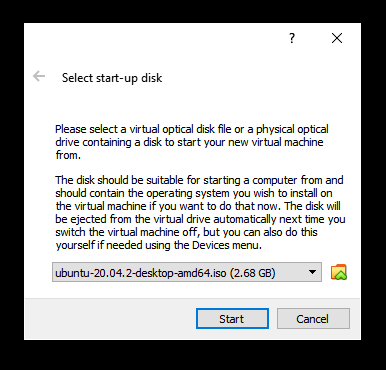 ?
Select start-up disk
Please select a virtual optical disk file or a physical optical
drive containing a disk to start your new virtual machine
from.
The disk should be suitable for starting a computer from and
should contain the operating system you wish to install on
the virtual machine if you want to do that now. The disk will
be ejected from the virtual drive automatically next time you
switch the virtual machine off, but you can also do this
yourself if needed using the Devices menu.
ubuntu-20.04.2-desktop-amd64.iso (2.68 GB)
Start Cancel